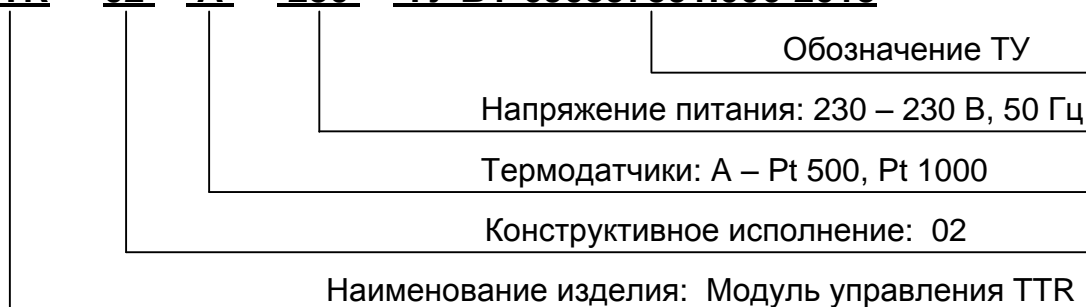 Обозначение ТУ
Напряжение питания: 230 – 230 В, 50 Гц
Термодатчики: А – Pt 500, Pt 1000
Конструктивное исполнение: 02
Наименование изделия: Модуль управления TTR